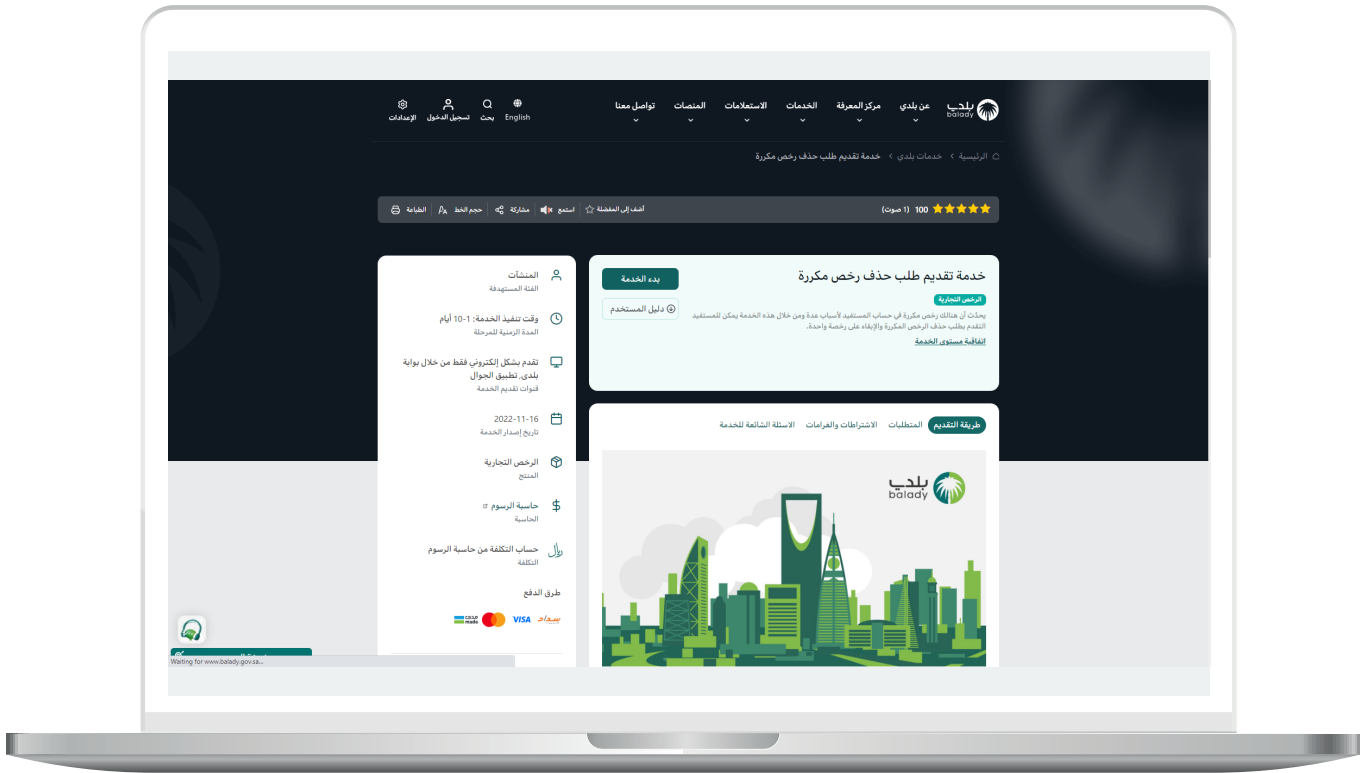 بلدي
balady
عن بلدي
مركز المعرفة
الخدمات
الاستعلامات
المنصات
تواصل معنا
English
بحث
تسجيل الدخول
الإعدادات
الرئيسية
خدمات بلدي
خدمة تقديم طلب حذف رخص مكررة
100 (1 صوت)
أضف إلى المفضلة
استمع
مشاركة
حجم الخط
الطباعة
خدمة تقديم طلب حذف رخص مكررة
بدء الخدمة
الرخص التجارية
دليل المستخدم
يحدث أن هنالك رخص مكررة في حساب المستفيد لأسباب عدة ومن خلال هذه الخدمة يمكن للمستفيد
التقدم بطلب حذف الرخص المكررة والإبقاء على رخصة واحدة.
اتفاقية مستوى الخدمة
طريقة التقديم
المتطلبات
الاشتراطات والغرامات
الاسئلة الشائعة للخدمة
بلدي
balady
المنشآت
الفئة المستهدفة
وقت تنفيذ الخدمة: 1-10 أيام
المدة الزمنية للمرحلة
تقدم بشكل إلكتروني فقط من خلال بوابة
بلدي, تطبيق الجوال
قنوات تقديم الخدمة
2022-11-16
تاريخ إصدار الخدمة
الرخص التجارية
المنتج
حاسبة الرسوم
الحاسبة
حساب التكلفة من حاسبة الرسوم
التكلفة
طرق الدفع
سداد
VISA
mada
Waiting for www.balady.gov.sa...